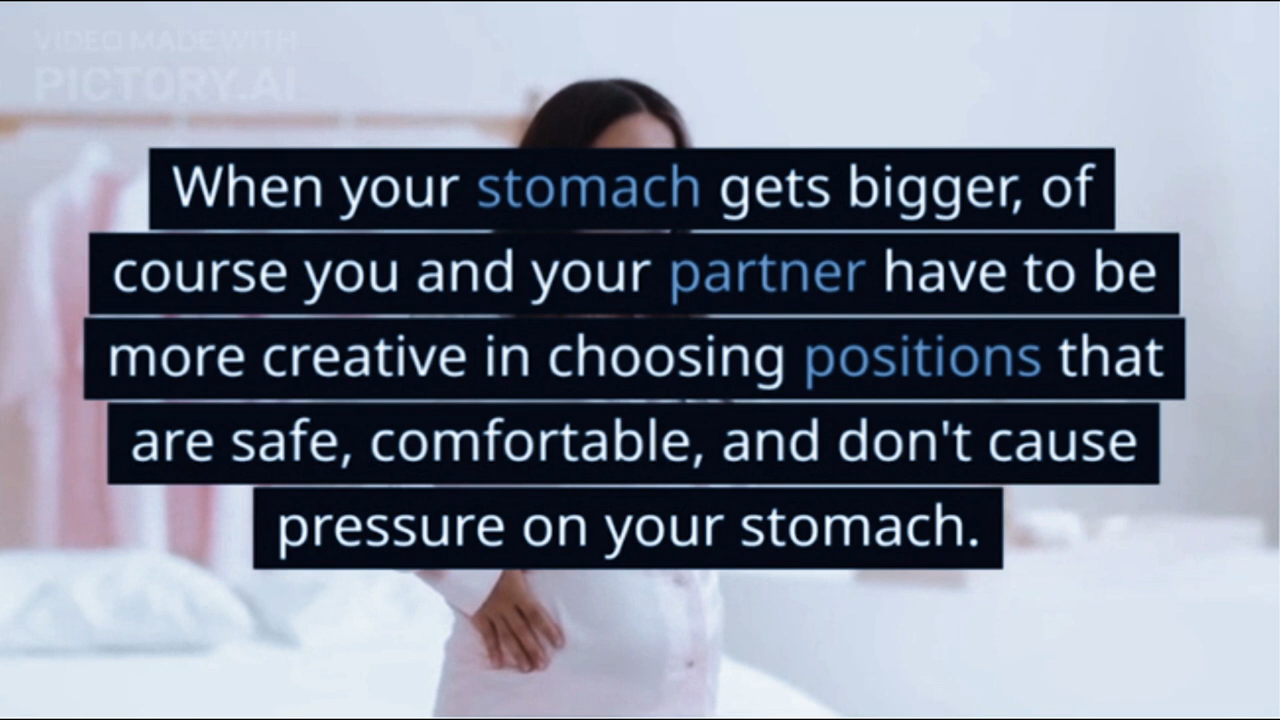 VIDEO MADE WITH
PICTORY.AI
When your stomach gets bigger, of
course you and your partner have to be
more creative in choosing positions that
are safe, comfortable, and don't cause
pressure on your stomach.